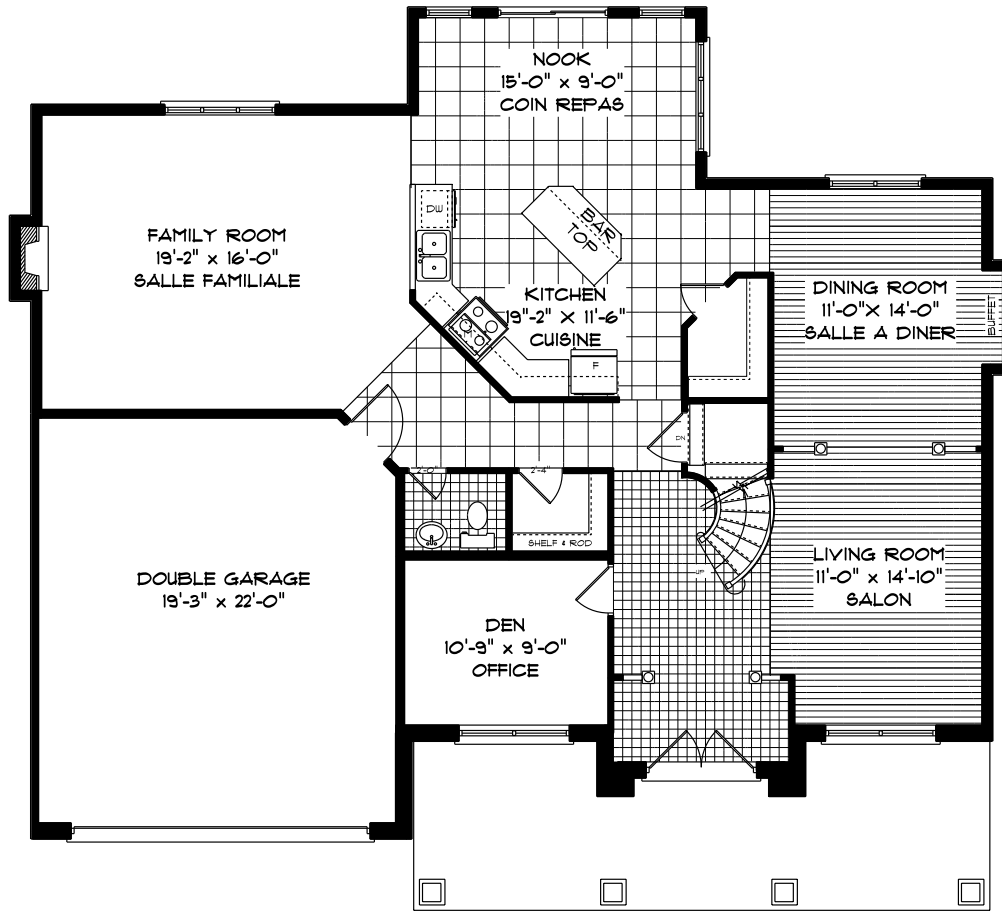 NOOK
15'-0" x 9'-0"
COIN REPAS
FAMILY ROOM
19'-2" x 16'-0"
SALLE FAMILIALE
DW
BAR
TOP
KITCHEN
19"-2" x 11'-6"
CUISINE
F
DINING ROOM
11'-0"x 14'-0"
SALLE A DINER
BUFFET
DN
2'-0"
2'-4"
SHELF & ROD
UP
DOUBLE GARAGE
19'-3" x 22'-0"
DEN
10'-9" x 9'-0"
OFFICE
LIVING ROOM
11'-0" x 14'-10"
SALON